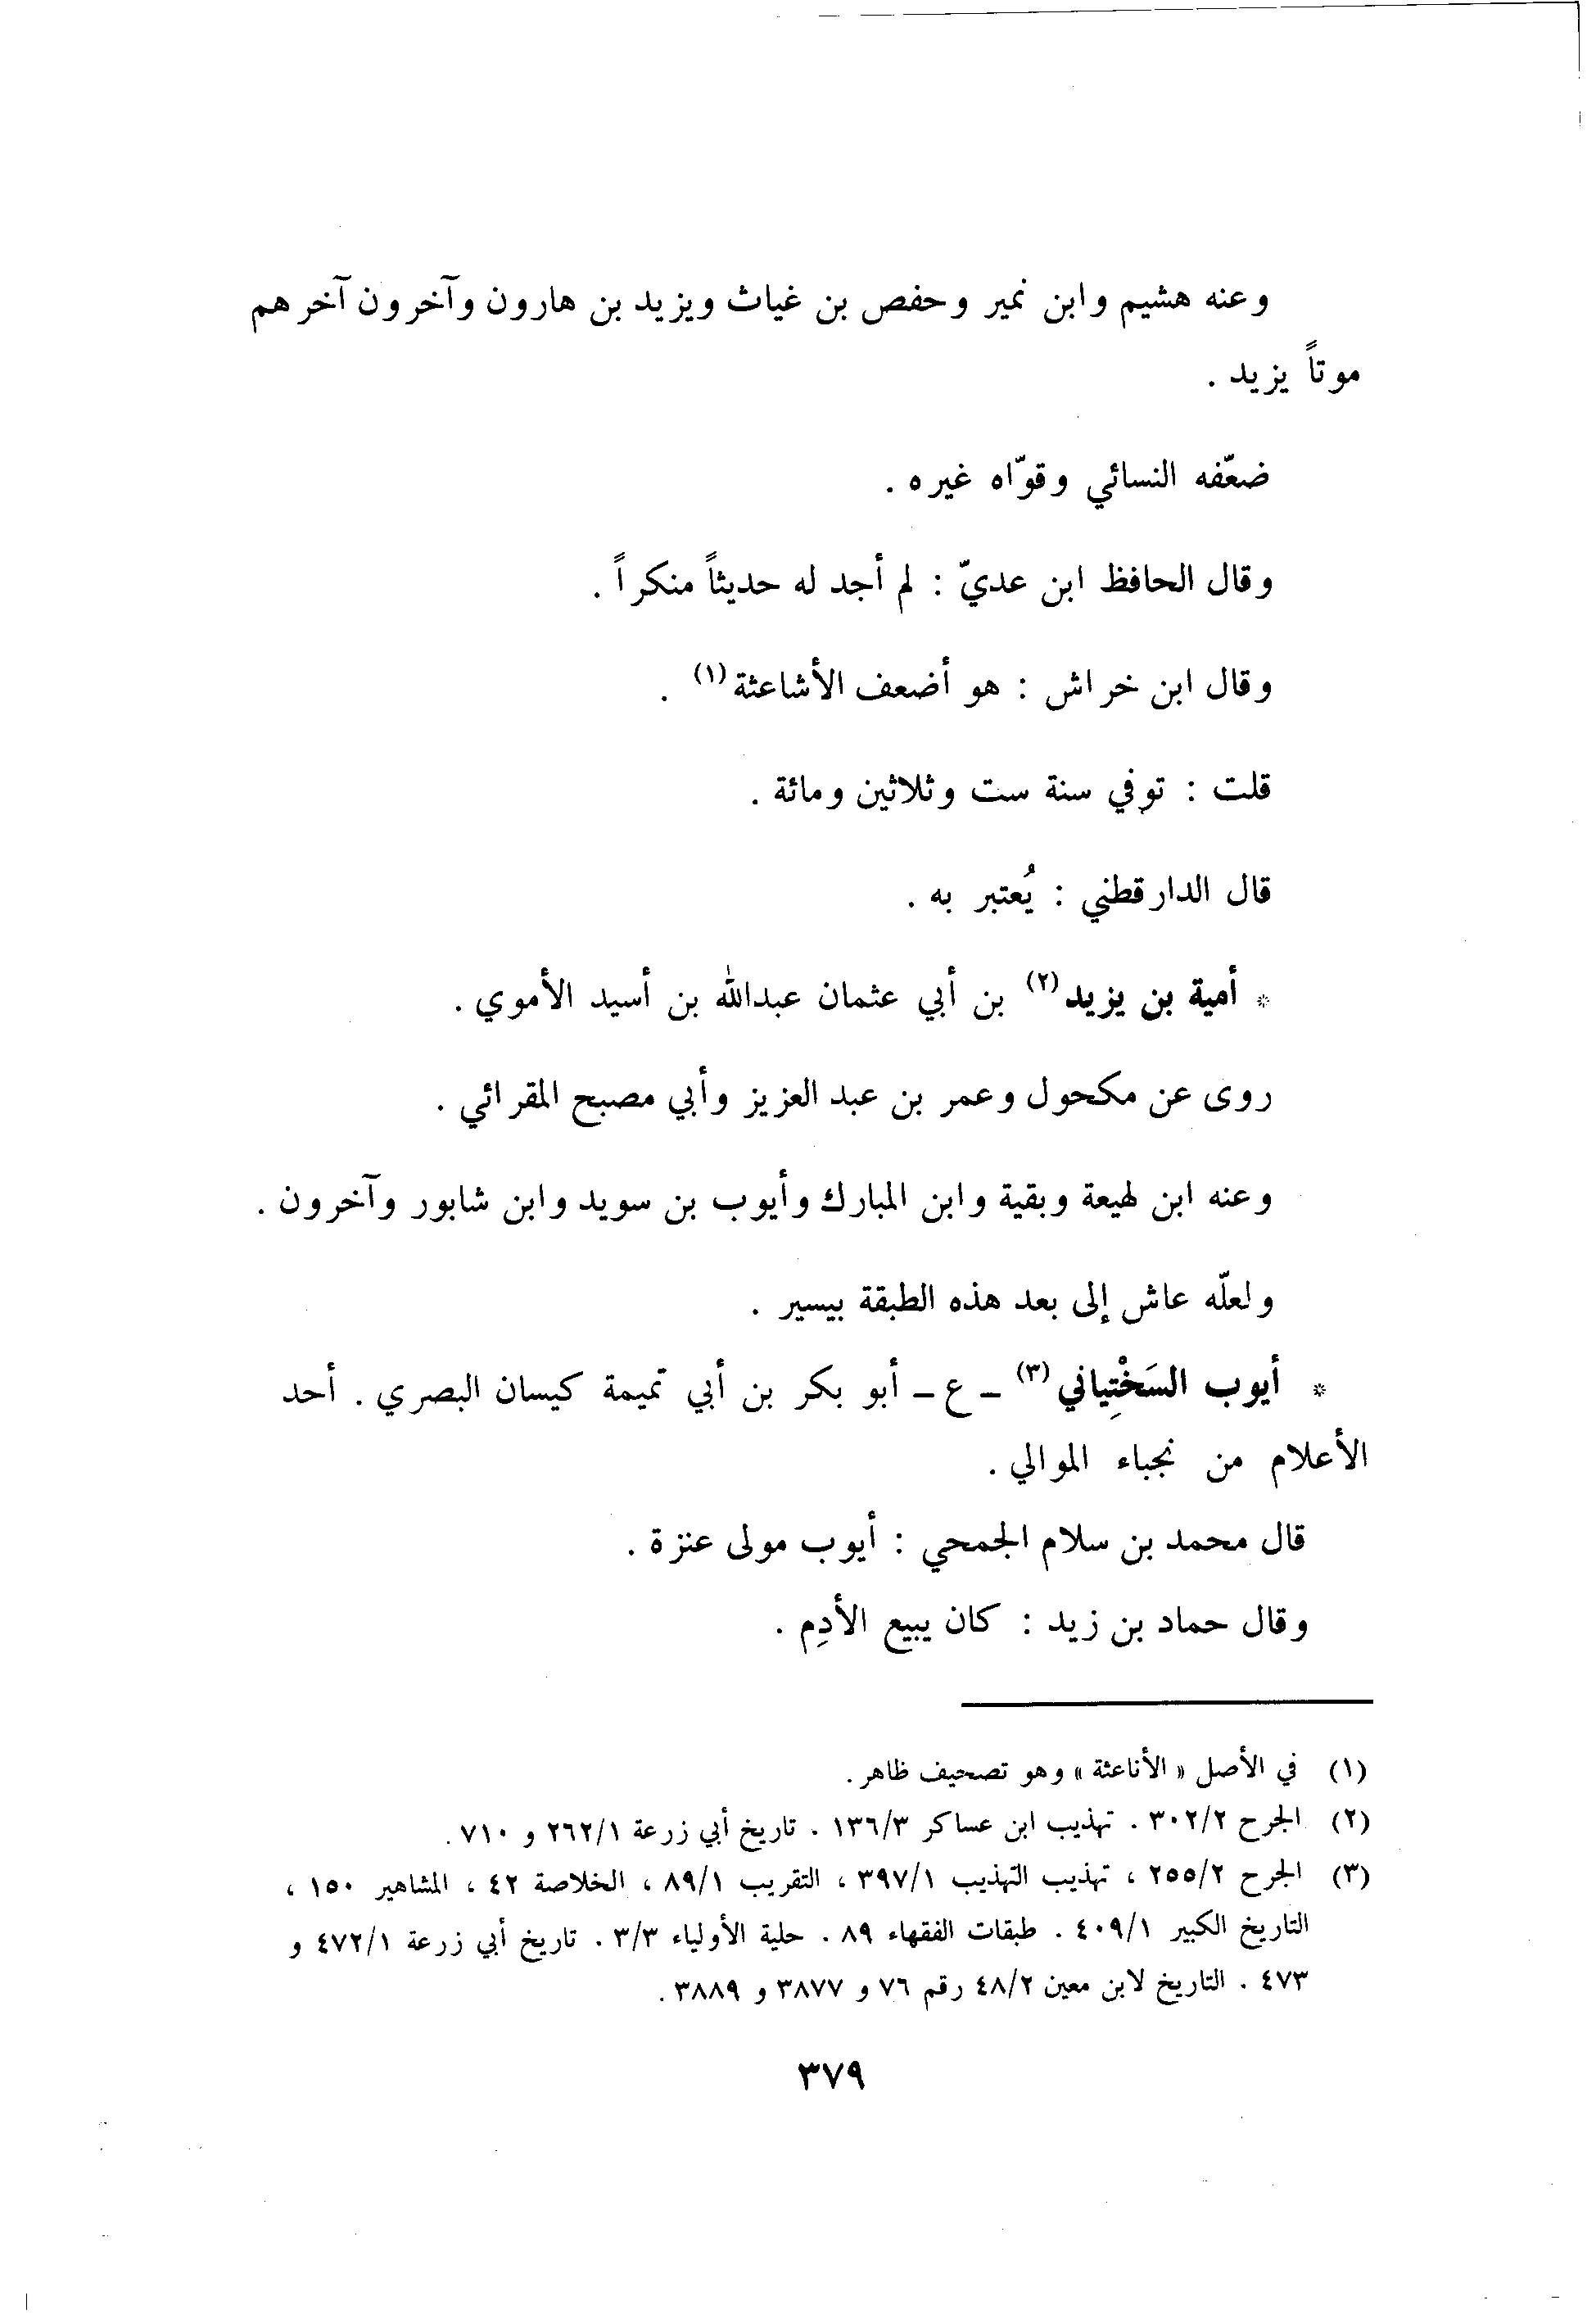 وعنه هشيم وابن نمير وحفص بن غياث ويزيد بن هارون وآخرون آخرهم
موتاً يزيد .
ضعّفه النسائي وقوّاه غيره .
وقال الحافظ ابن عديّ : لم أجد له حديثاً منكراً .
وقال ابن خراش : هو أضعف الأشاعثة(١) .
قلت : توفي سنة ست وثلاثين ومائة .
قال الدارقطني : يُعتبر به .
* أمية بن يزيد(٢) بن أبي عثمان عبدالله بن أسيد الأموي .
روى عن مكحول وعمر بن عبد العزيز وأبي مصبح المقرائي .
وعنه ابن لهيعة وبقية وابن المبارك وأيوب بن سويد وابن شابور وآخرون .
ولعلّه عاش إلى بعد هذه الطبقة بيسير .
* أيوب السَخْتِياني(٣) ـ ع ـ أبو بكر بن أبي تميمة كيسان البصري . أحد
الأعلام من نجباء الموالي .
قال محمد بن سلام الجمحي : أيوب مولى عنزة .
وقال حماد بن زيد : كان يبيع الأدِم .
(١) في الأصل « الأناعثة » وهو تصحيف ظاهر .
(٢) الجرح ٣٠٢/٢ . تهذيب ابن عساكر ١٣٦/٣ . تاريخ أبي زرعة ٢٦٢/١ و ٧١٠ .
(٣) الجرح ٢٥٥/٢ ، تهذيب التهذيب ٣٩٧/١ ، التقريب ٨٩/١ ، الخلاصة ٤٢ ، المشاهير ١٥٠ ،
التاريخ الكبير ٤٠٩/١ . طبقات الفقهاء ٨٩ . حلية الأولياء ٣/٣ . تاريخ أبي زرعة ٤٧٢/١ و
٤٧٣ . التاريخ لابن معين ٤٨/٢ رقم ٧٦ و ٣٨٧٧ و ٣٨٨٩ .
٣٧٩